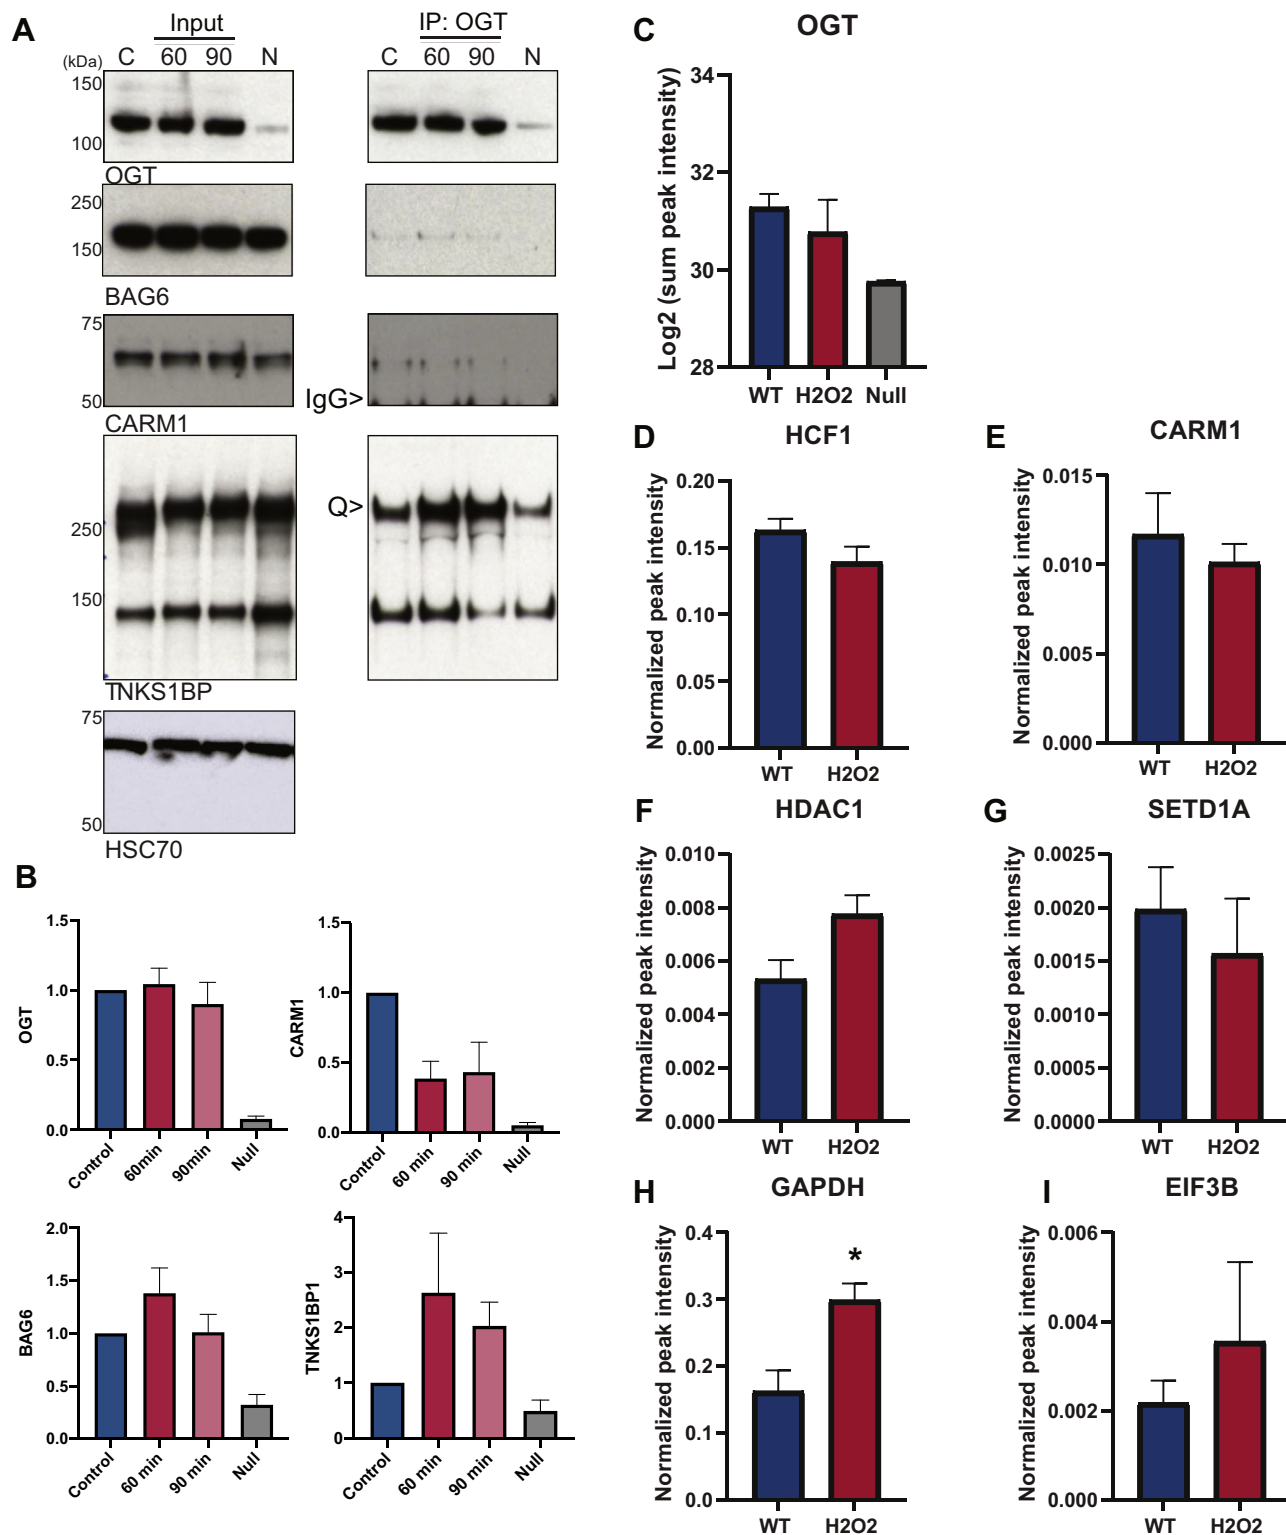 A
Input
IP: OGT
(kDa)
C 60 90 N
C 60 90 N
150
100
OGT
250
150
BAG6
75
50
IgG>
CARM1
Q>
250
150
TNKS1BP
75
50
HSC70
B
OGT
1.5
1.0
0.5
0.0
Control
60min
90 min
Null
CARM1
1.5
1.0
0.5
0.0
Control
60 min
90 min
Null
BAG6
2.0
1.5
1.0
0.5
0.0
Control
60 min
90 min
Null
TNKS1BP1
4
3
2
1
0
Control
60 min
90 min
Null
C
OGT
Log2 (sum peak intensity)
34
32
30
28
WT H2O2 Null
D
HCF1
Normalized peak intensity
0.20
0.15
0.10
0.05
0.00
WT H2O2
E
CARM1
Normalized peak intensity
0.015
0.010
0.005
0.000
WT H2O2
F
HDAC1
Normalized peak intensity
0.010
0.008
0.006
0.004
0.002
0.000
WT H2O2
G
SETD1A
Normalized peak intensity
0.0025
0.0020
0.0015
0.0010
0.0005
0.0000
WT H2O2
H
GAPDH
Normalized peak intensity
0.4
0.3
0.2
0.1
0.0
*
WT H2O2
I
EIF3B
Normalized peak intensity
0.006
0.004
0.002
0.000
WT H2O2